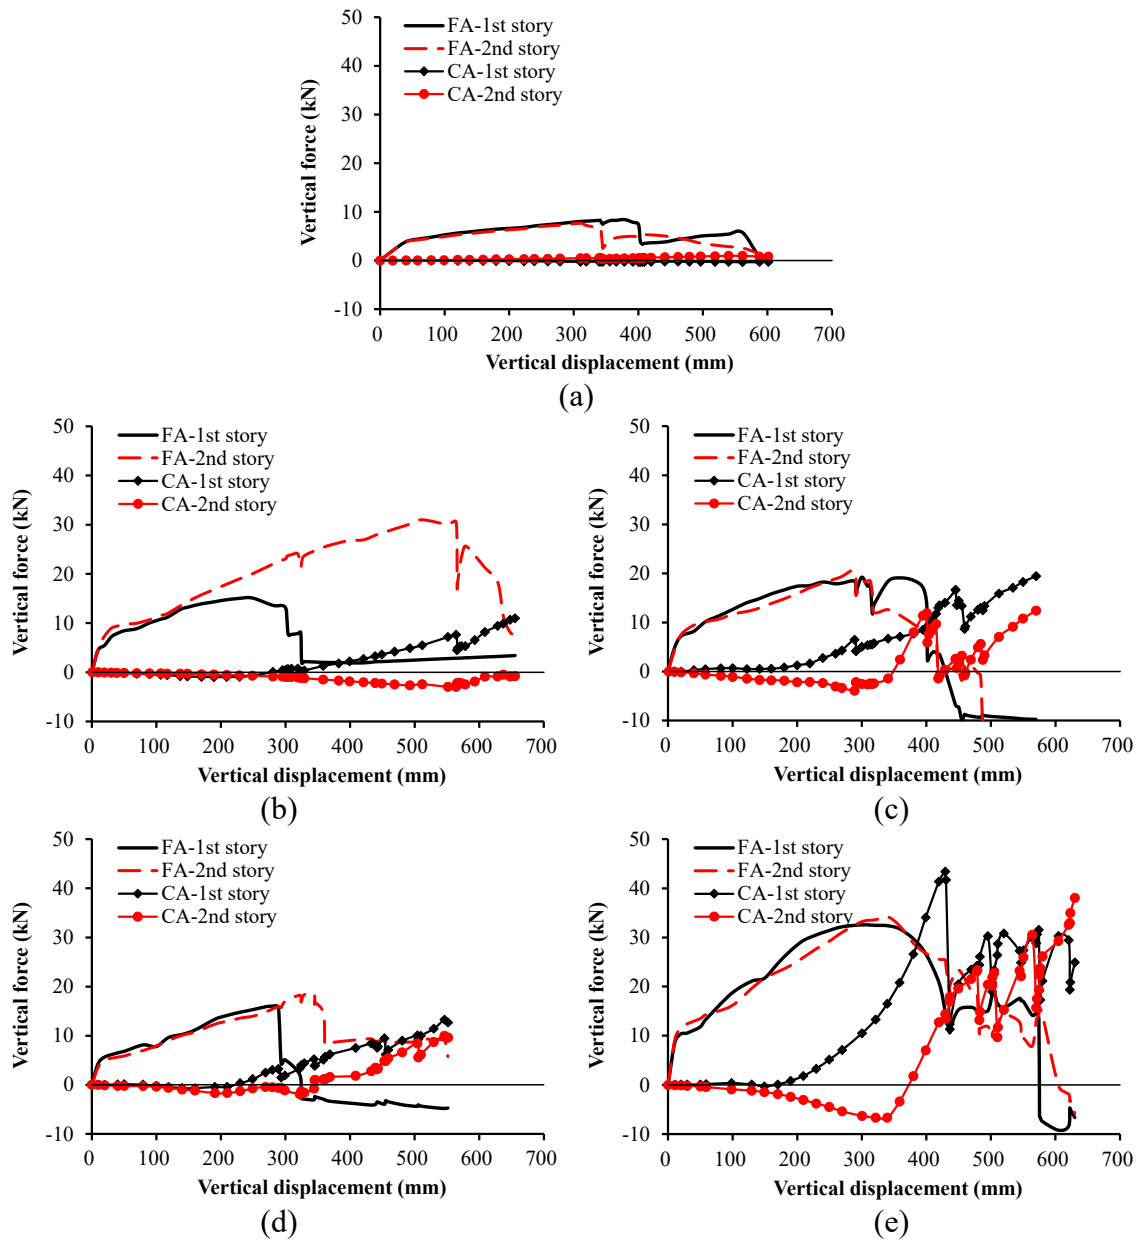 50
40
30
20
10
0
-10
Vertical force (kN)
FA-1st story
FA-2nd story
CA-1st story
CA-2nd story
0 100 200 300 400 500 600 700
Vertical displacement (mm)
(a)
50
40
30
20
10
0
-10
Vertical force (kN)
FA-1st story
FA-2nd story
CA-1st story
CA-2nd story
0 100 200 300 400 500 600 700
Vertical displacement (mm)
(b)
50
40
30
20
10
0
-10
Vertical force (kN)
FA-1st story
FA-2nd story
CA-1st story
CA-2nd story
0 100 200 300 400 500 600 700
Vertical displacement (mm)
(c)
50
40
30
20
10
0
-10
Vertical force (kN)
FA-1st story
FA-2nd story
CA-1st story
CA-2nd story
0 100 200 300 400 500 600 700
Vertical displacement (mm)
(d)
50
40
30
20
10
0
-10
Vertical force (kN)
FA-1st story
FA-2nd story
CA-1st story
CA-2nd story
0 100 200 300 400 500 600 700
Vertical displacement (mm)
(e)